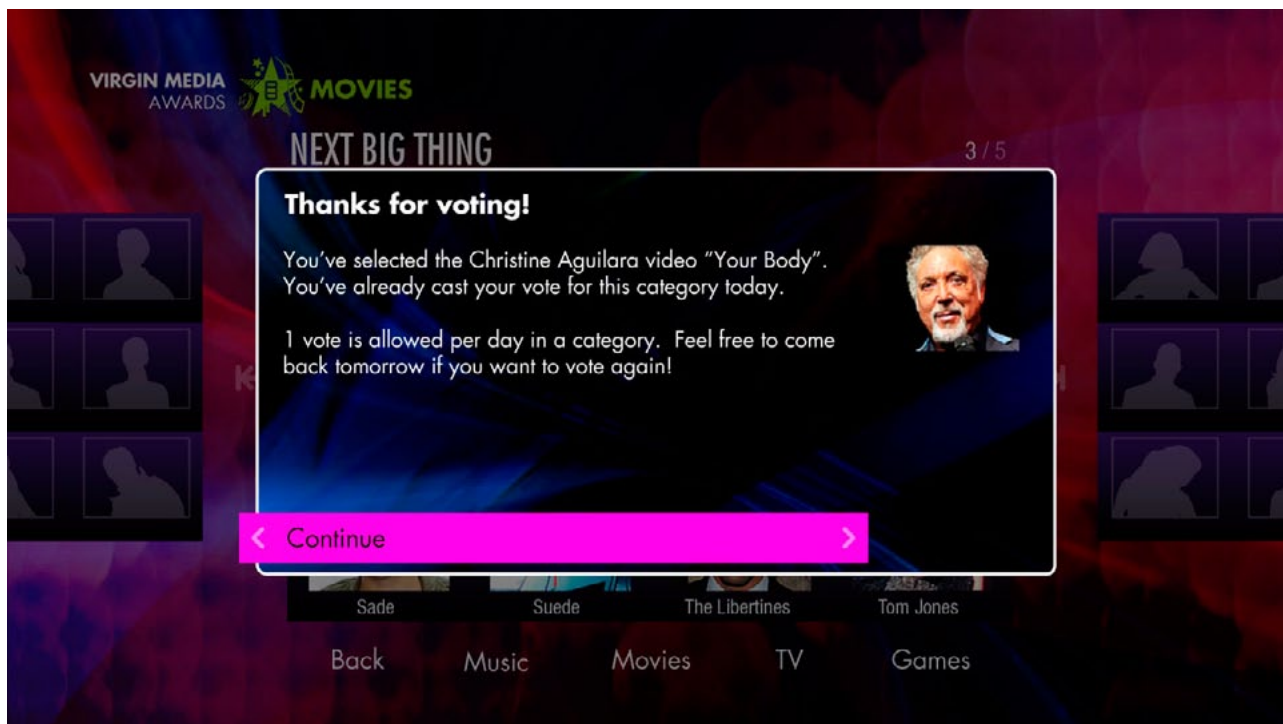 VIRGIN MEDIA
AWARDS
MOVIES
NEXT BIG THING
3 / 5
Thanks for voting!
You've selected the Christine Aguilara video “Your Body”.
You've already cast your vote for this category today.
1 vote is allowed per day in a category. Feel free to come
back tomorrow if you want to vote again!
Continue
Sade Suede The Libertines Tom Jones
Back Music Movies TV Games